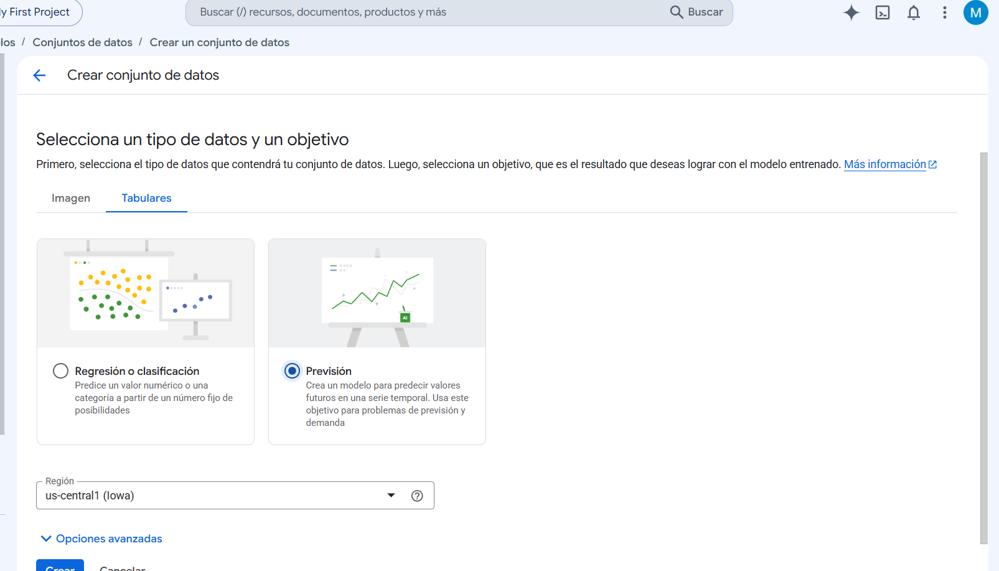 y First Project
Buscar (/) recursos, documentos, productos y más
Buscar
M
los / Conjuntos de datos / Crear un conjunto de datos
Crear conjunto de datos
Selecciona un tipo de datos y un objetivo
Primero, selecciona el tipo de datos que contendrá tu conjunto de datos. Luego, selecciona un objetivo, que es el resultado que deseas lograr con el modelo entrenado. Más información
Imagen
Tabulares
AI
Regresión o clasificación
Predice un valor numérico o una
categoría a partir de un número fijo de
posibilidades
Previsión
Crea un modelo para predecir valores
futuros en una serie temporal. Usa este
objetivo para problemas de previsión y
demanda
Región
us-central1 (Iowa)
Opciones avanzadas
Crear
Cancelar